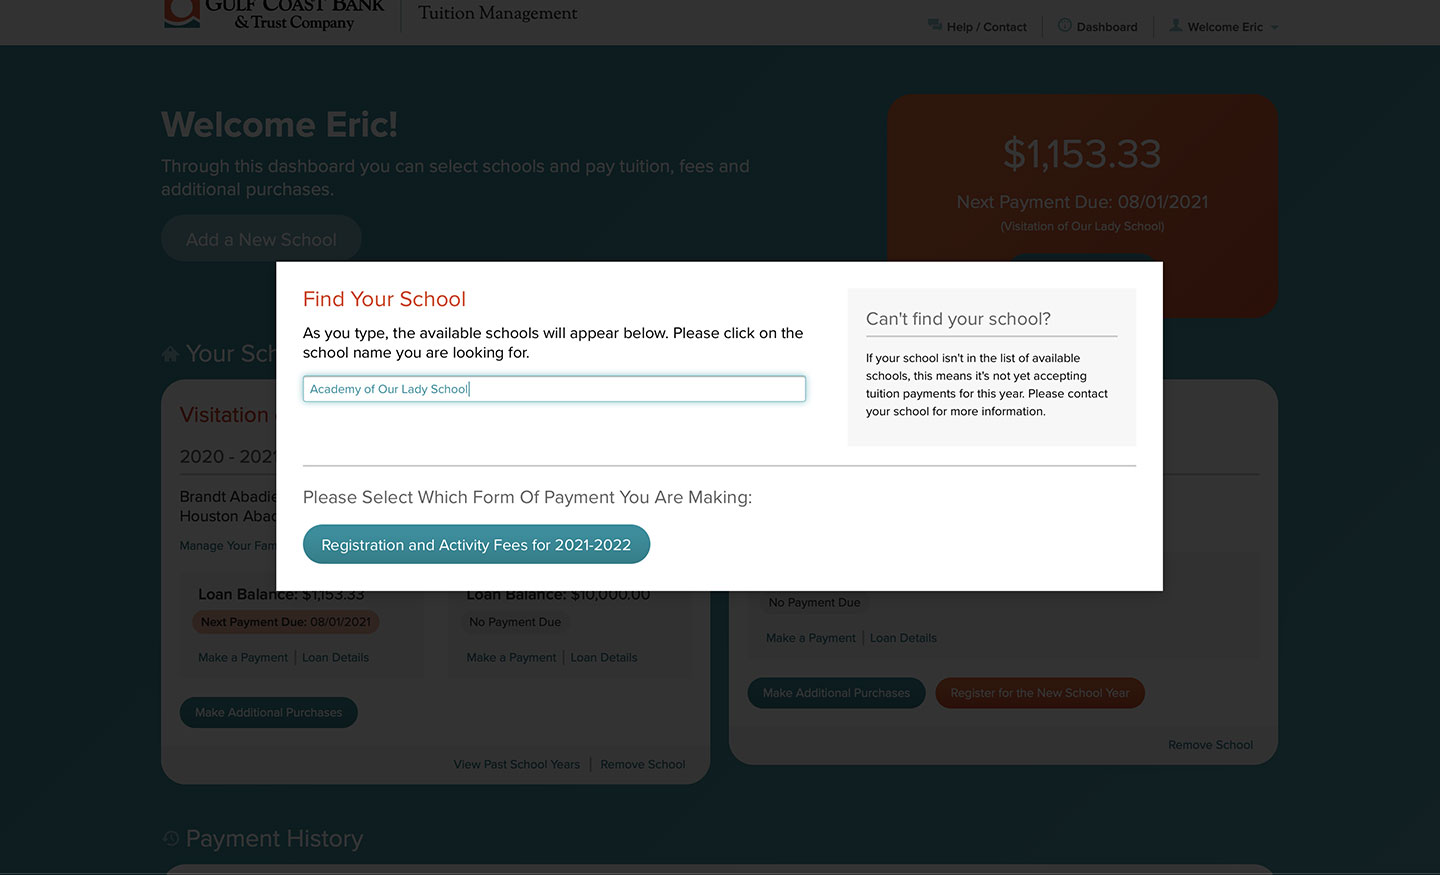 GULF COAST BANK
& Trust Company
Tuition Management
Help / Contact
Dashboard
Welcome Eric
Welcome Eric!
Through this dashboard you can select schools and pay tuition, fees and
additional purchases.
Add a New School
$1,153.33
Next Payment Due: 08/01/2021
(Visitation of Our Lady School)
Find Your School
As you type, the available schools will appear below. Please click on the
school name you are looking for.
Academy of Our Lady School
Can't find your school?
If your school isn't in the list of available
schools, this means it's not yet accepting
tuition payments for this year. Please contact
your school for more information.
Please Select Which Form Of Payment You Are Making:
Registration and Activity Fees for 2021-2022
Your Sch
Visitation
2020 - 2021
Brandt Abadie
Houston Abad
Manage Your Fam
Loan Balance: $1,153.33
Next Payment Due: 08/01/2021
Make a Payment | Loan Details
Loan Balance: $10,000.00
No Payment Due
Make a Payment | Loan Details
Make Additional Purchases
View Past School Years | Remove School
No Payment Due
Make a Payment | Loan Details
Make Additional Purchases
Register for the New School Year
Remove School
Payment History